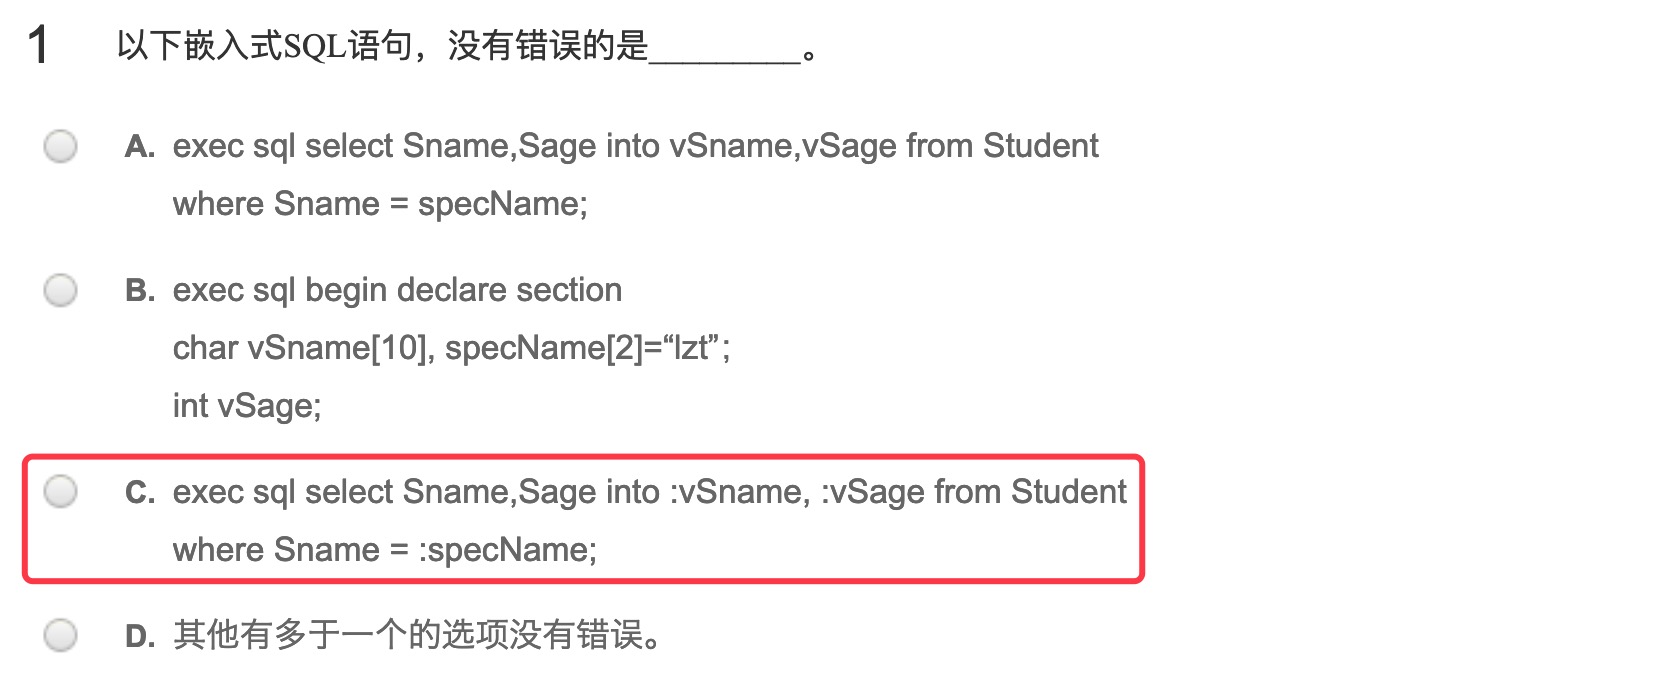 1 以下嵌入式SQL语句，没有错误的是_________。
A. exec sql select Sname,Sage into vSname,vSage from Student
where Sname = specName;
B. exec sql begin declare section
char vSname[10], specName[2]=“lzt”;
int vSage;
C. exec sql select Sname,Sage into :vSname, :vSage from Student
where Sname = :specName;
D. 其他有多于一个的选项没有错误。